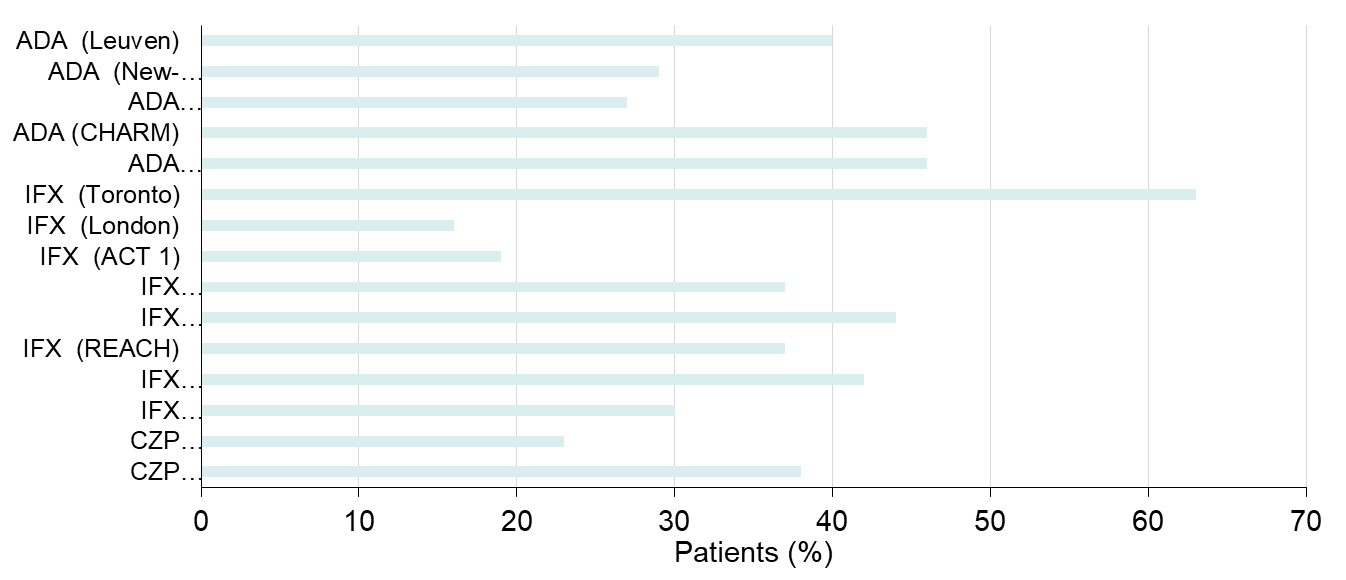 ADA (Leuven)
ADA (New-...
ADA...
ADA (CHARM)
ADA...
IFX (Toronto)
IFX (London)
IFX (ACT 1)
IFX...
IFX...
IFX (REACH)
IFX...
IFX...
CZP...
CZP...
0 10 20 30 40 50 60 70
Patients (%)